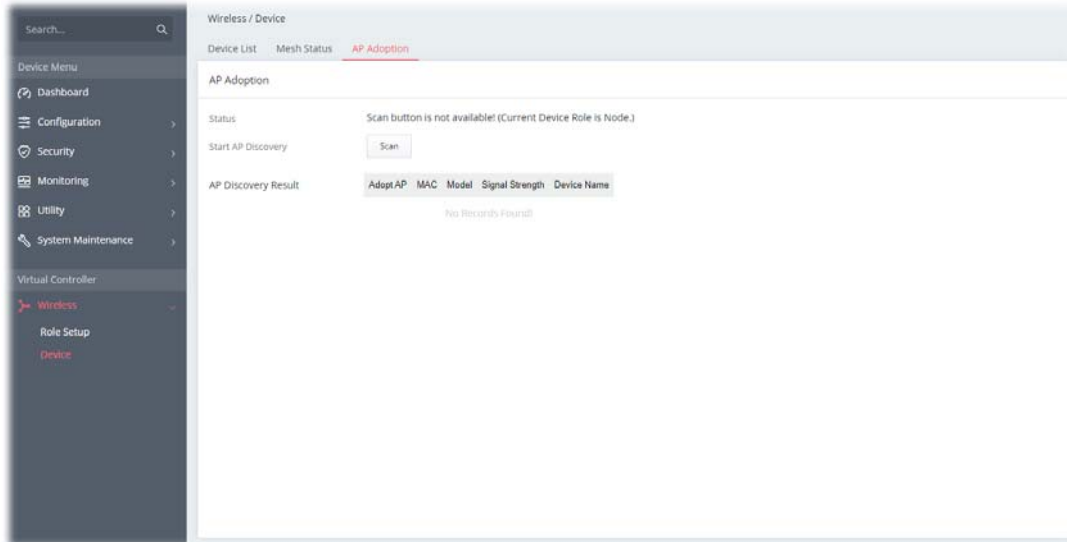 Search...
Device Menu
Dashboard
Configuration
Security
Monitoring
Utility
System Maintenance
Virtual Controller
Wireless
Role Setup
Device
Wireless / Device
Device List Mesh Status AP Adoption
AP Adoption
Status Scan button is not available! (Current Device Role is Node.)
Start AP Discovery Scan
AP Discovery Result Adopt AP MAC Model Signal Strength Device Name
No Records Found!